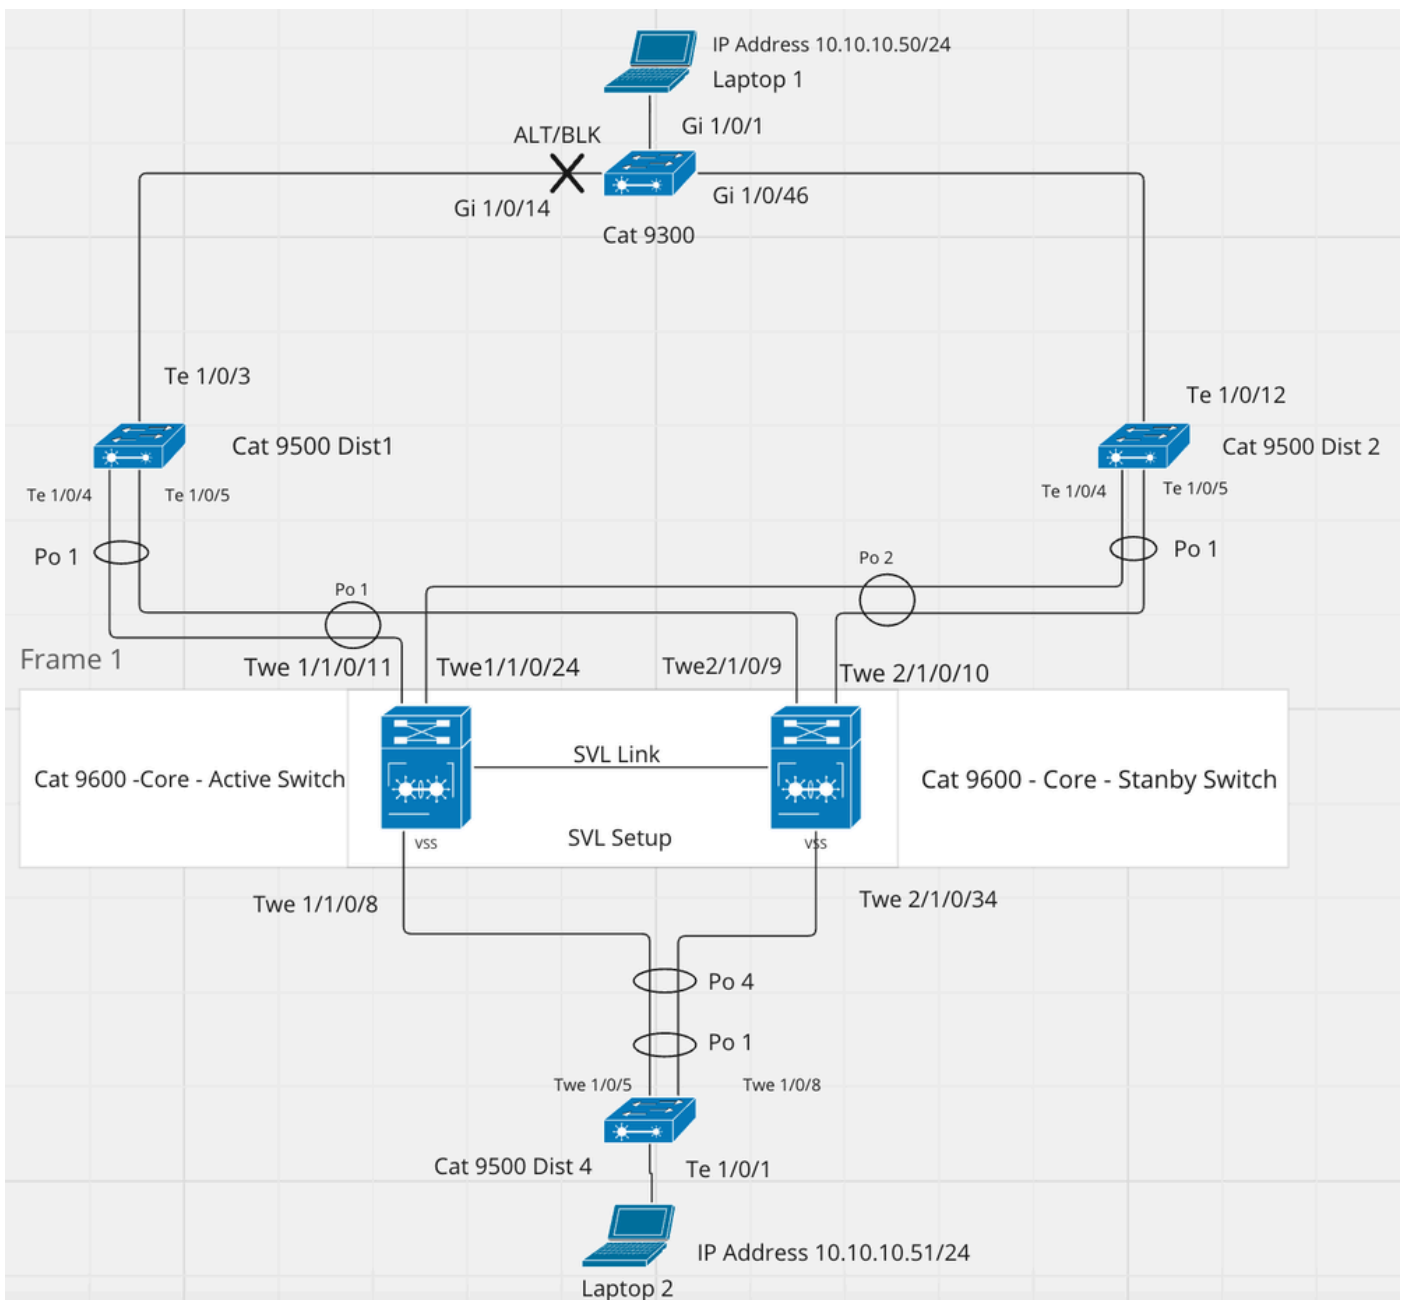 IP Address 10.10.10.50/24
Laptop 1
Gi 1/0/1
ALT/BLK
Gi 1/0/14
Gi 1/0/46
Cat 9300
Te 1/0/3
Te 1/0/12
Cat 9500 Dist1
Cat 9500 Dist 2
Te 1/0/4
Te 1/0/5
Te 1/0/4
Te 1/0/5
Po 1
Po 1
Po 2
Po 1
Frame 1
Twe 1/1/0/11
Twe1/1/0/24
Twe2/1/0/9
Twe 2/1/0/10
SVL Link
Cat 9600 -Core - Active Switch
Cat 9600 - Core - Stanby Switch
SVL Setup
VSS
VSS
Twe 1/1/0/8
Twe 2/1/0/34
Po 4
Po 1
Twe 1/0/5
Twe 1/0/8
Cat 9500 Dist 4
Te 1/0/1
IP Address 10.10.10.51/24
Laptop 2